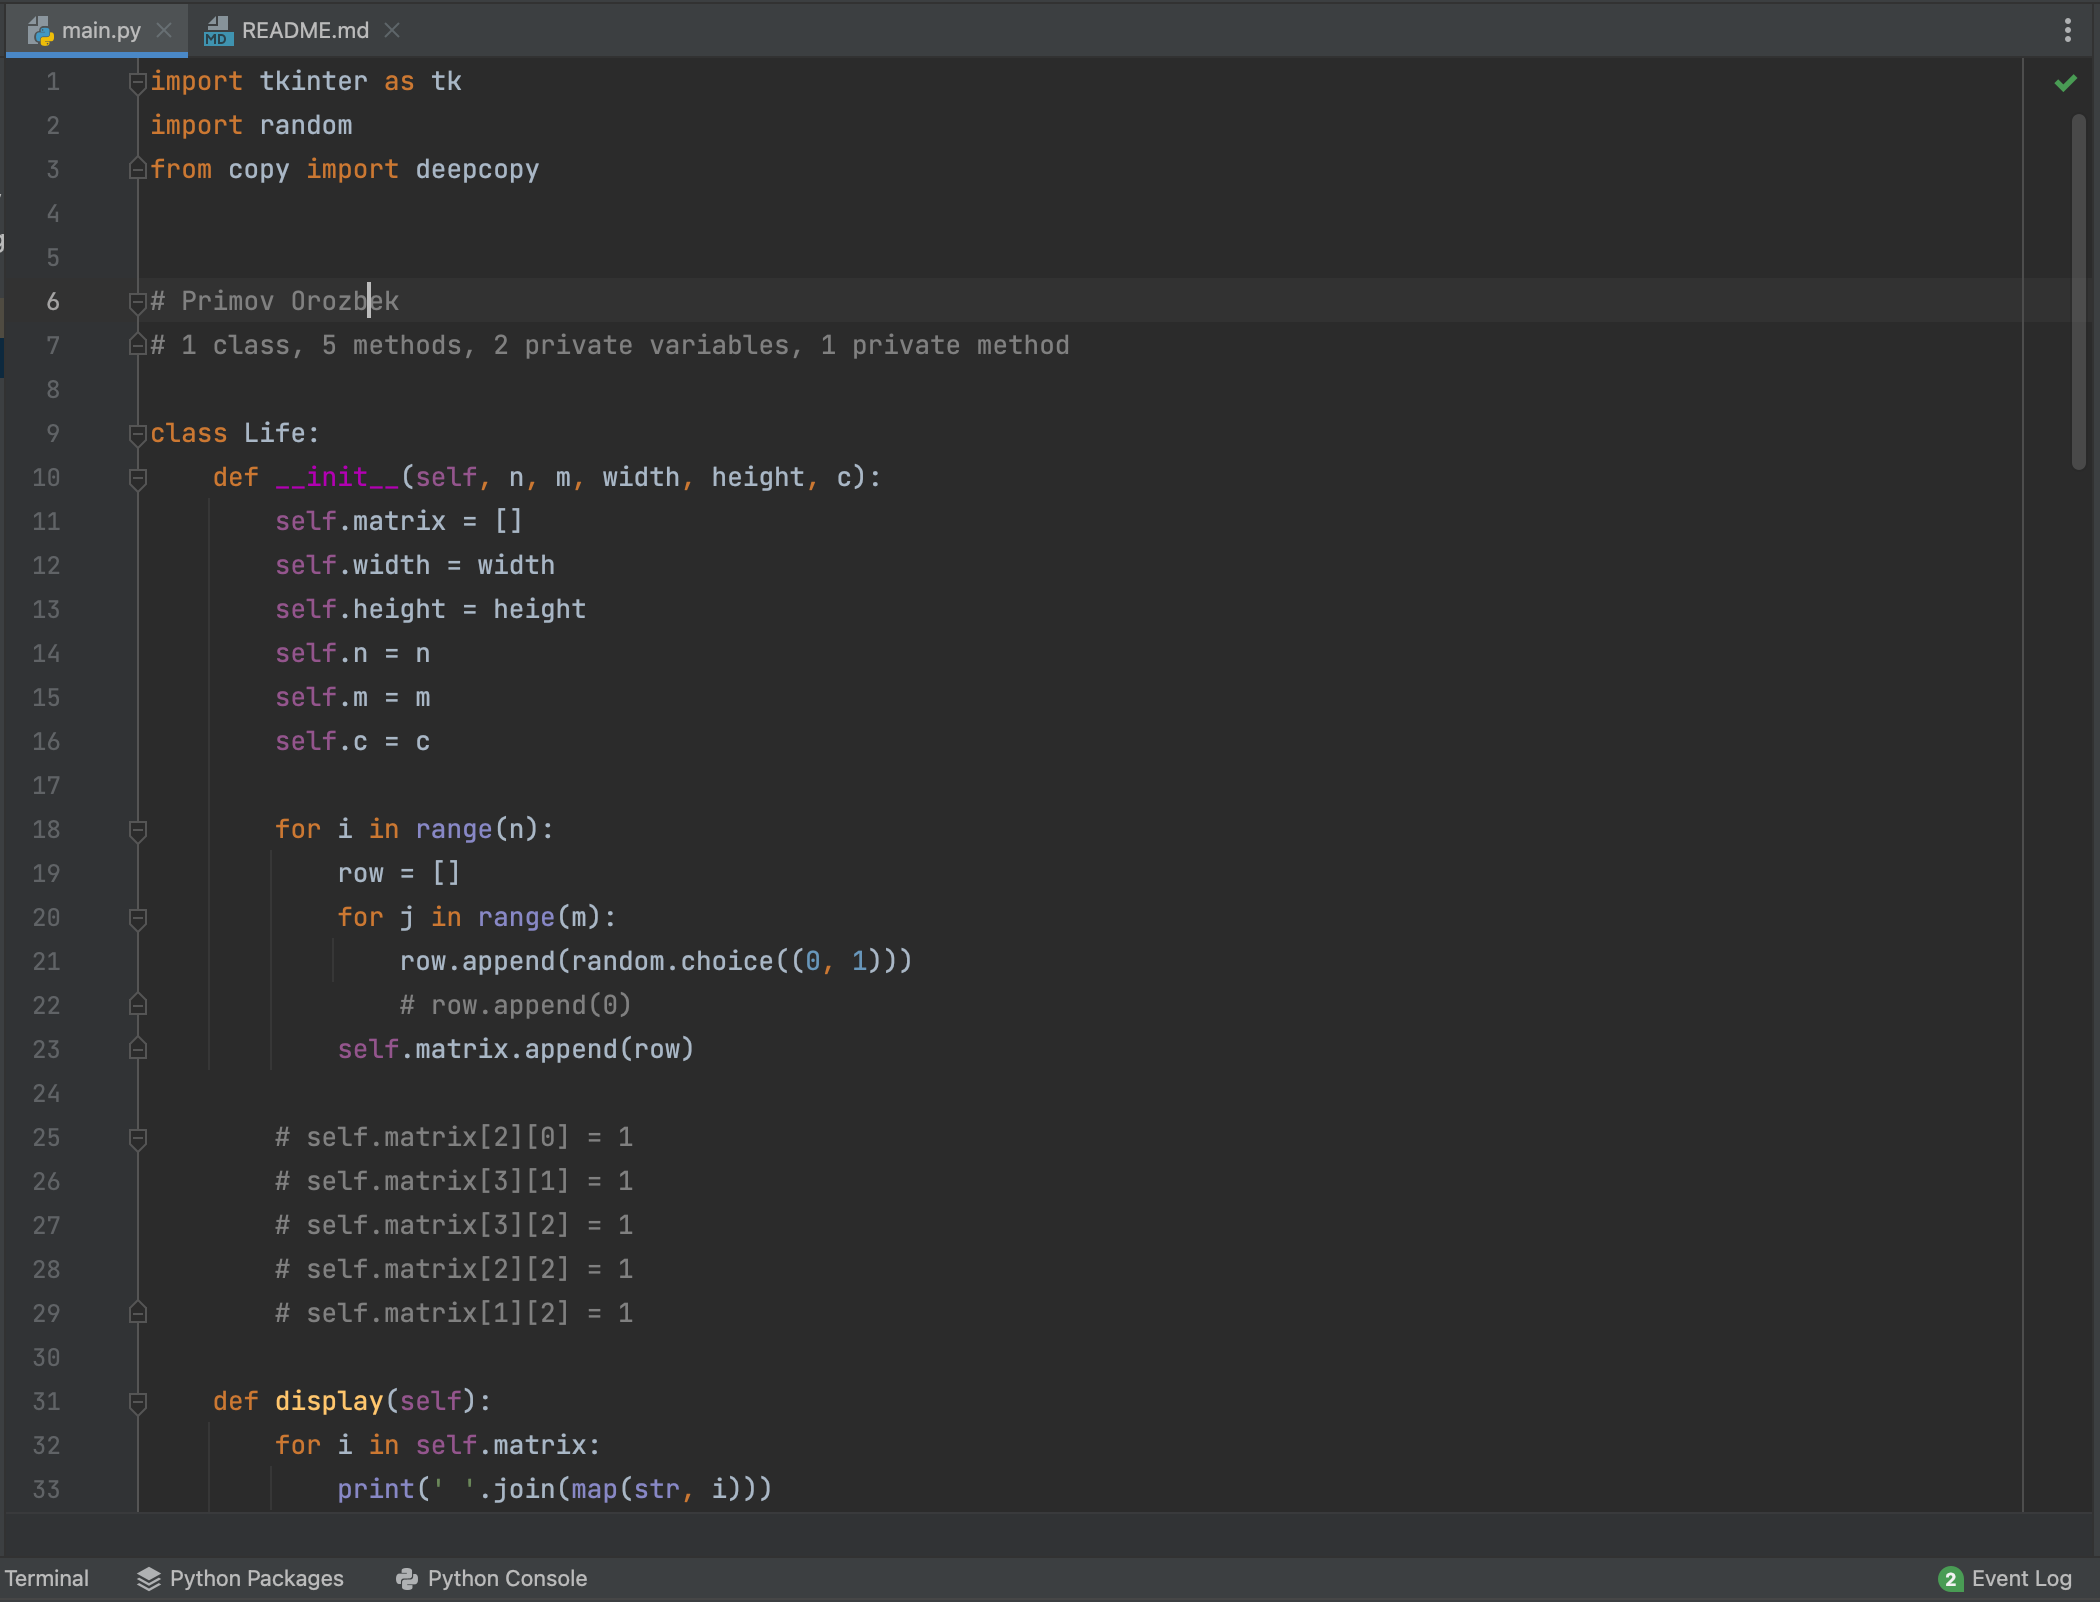 main.py README.md
1 import tkinter as tk
2 import random
3 from copy import deepcopy
4
5
6 # Primov Orozbek
7 # 1 class, 5 methods, 2 private variables, 1 private method
8
9 class Life:
10     def __init__(self, n, m, width, height, c):
11         self.matrix = []
12         self.width = width
13         self.height = height
14         self.n = n
15         self.m = m
16         self.c = c
17
18         for i in range(n):
19             row = []
20             for j in range(m):
21                 row.append(random.choice((0, 1)))
22                 # row.append(0)
23             self.matrix.append(row)
24
25         # self.matrix[2][0] = 1
26         # self.matrix[3][1] = 1
27         # self.matrix[3][2] = 1
28         # self.matrix[2][2] = 1
29         # self.matrix[1][2] = 1
30
31     def display(self):
32         for i in self.matrix:
33             print(' '.join(map(str, i)))
Terminal Python Packages Python Console 2 Event Log